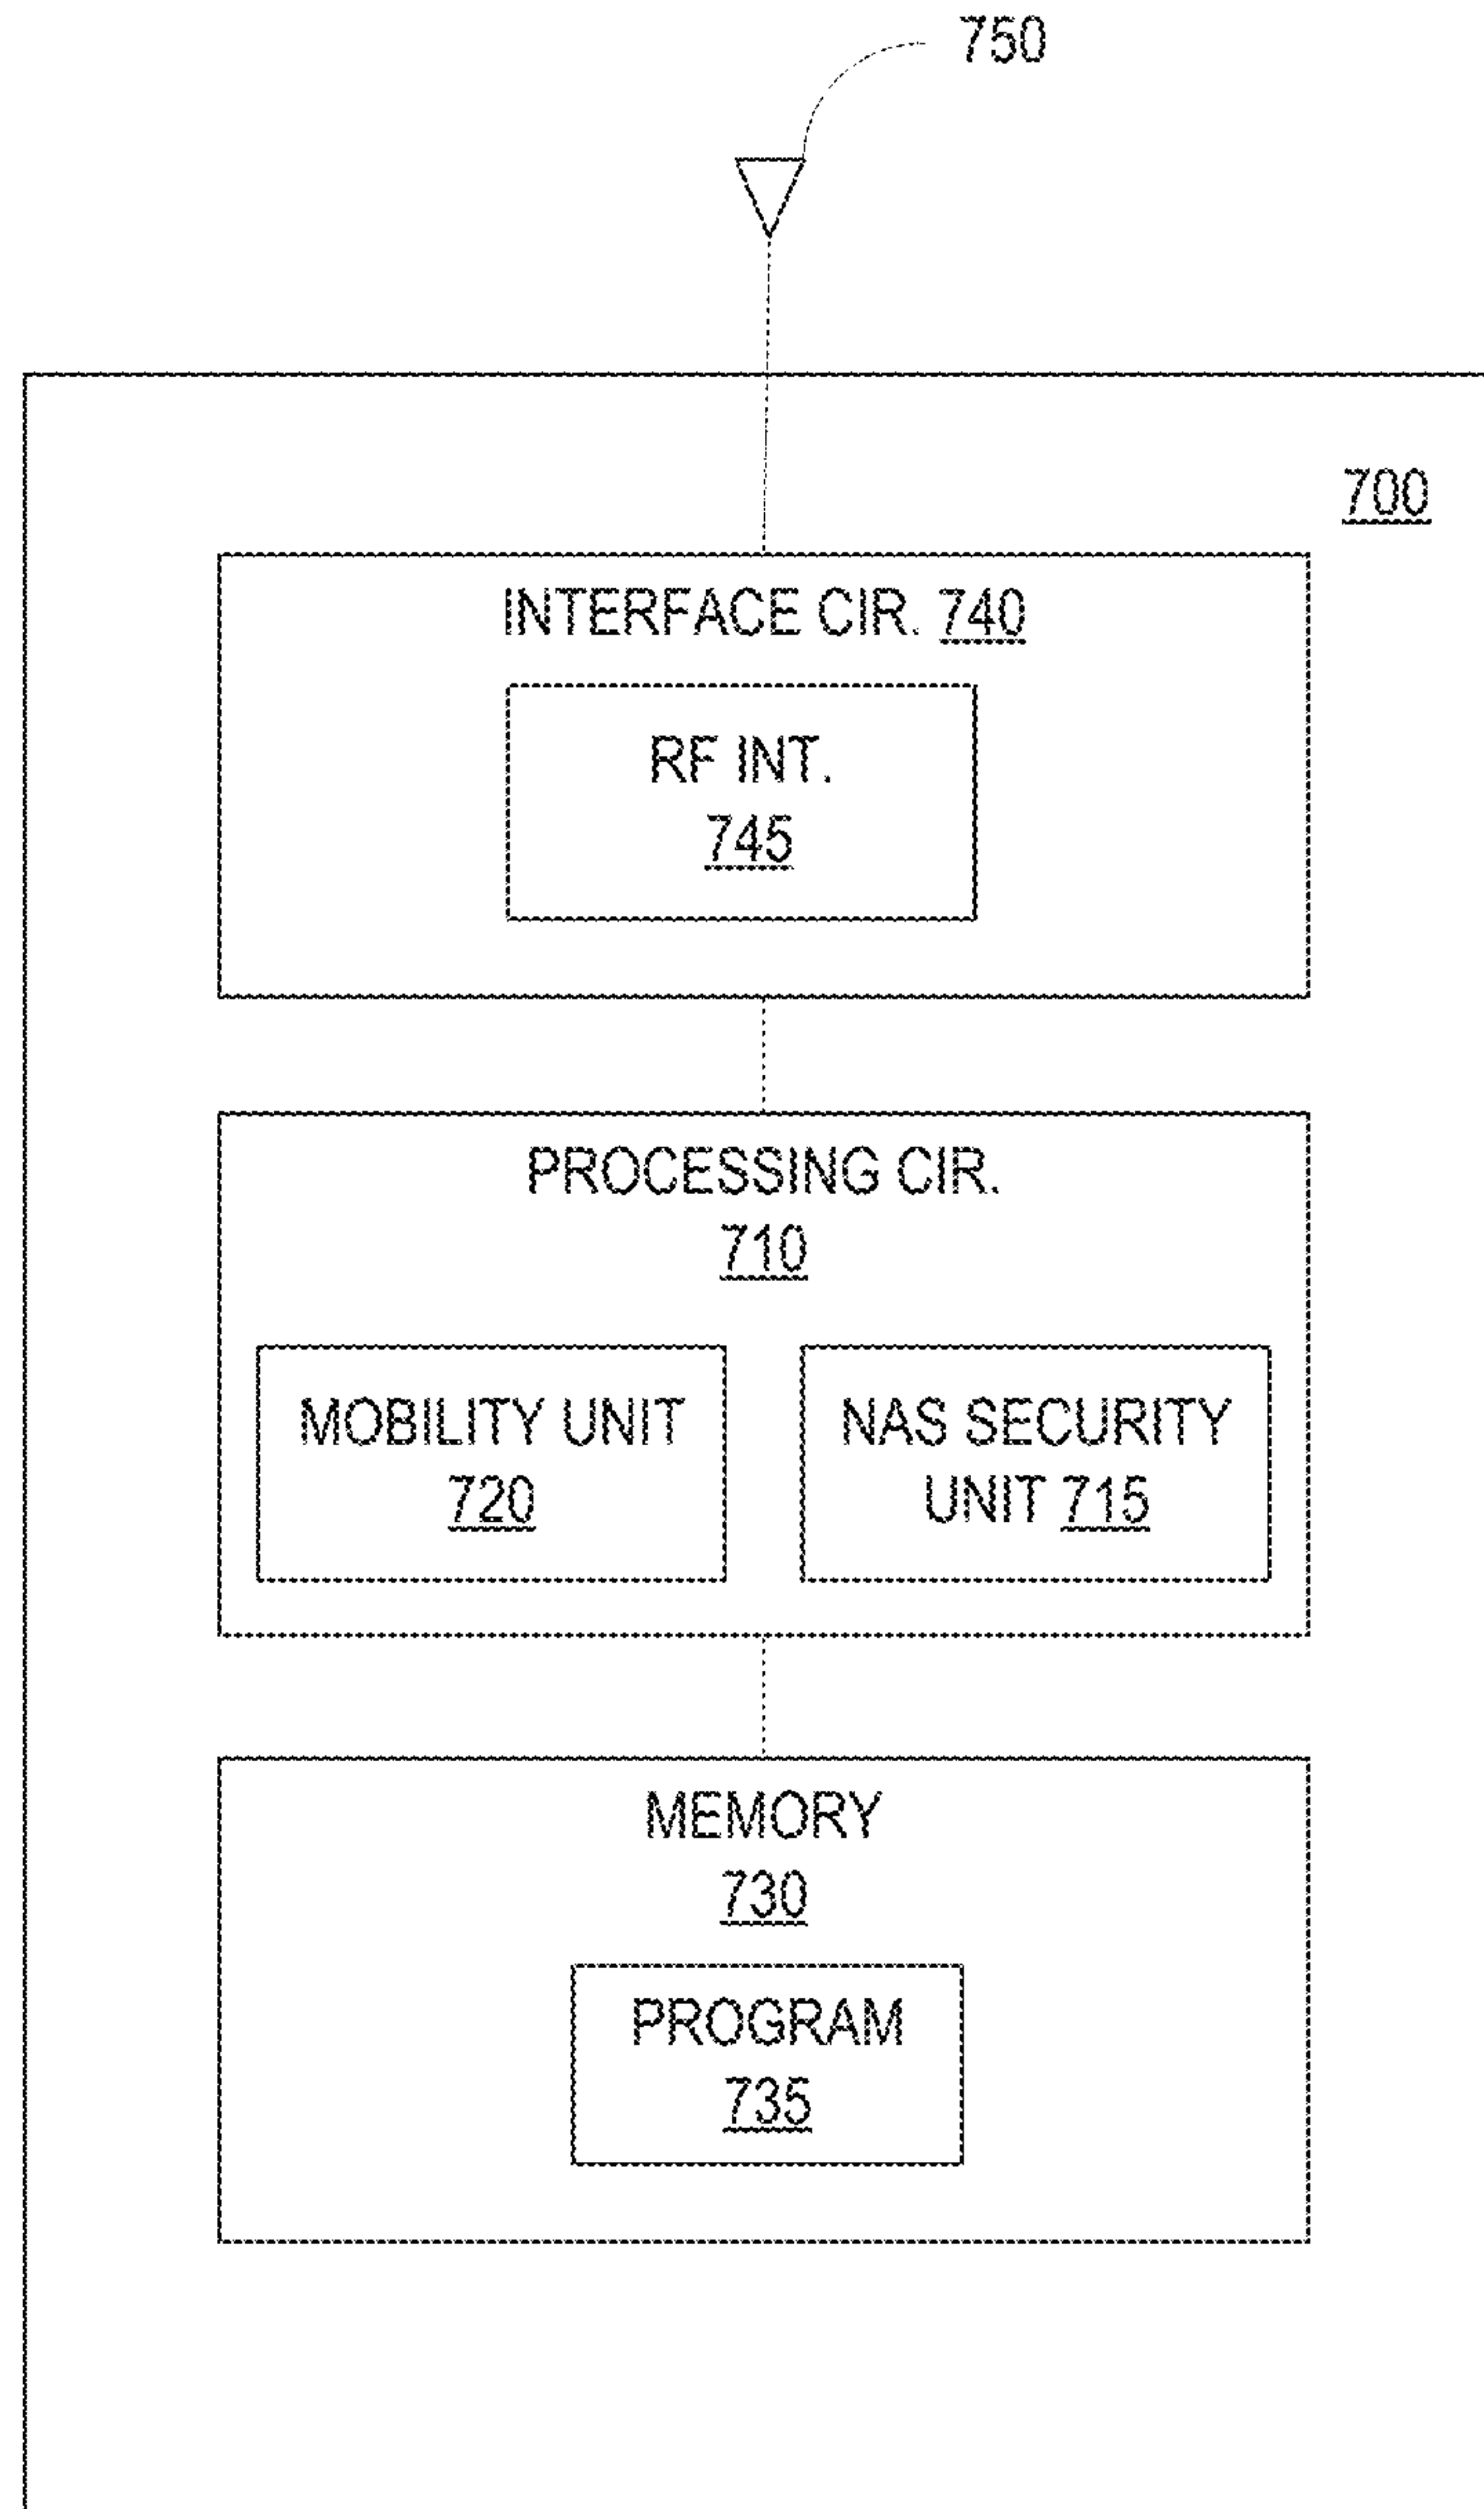 750
700
INTERFACE CIR. 740
RF INT.
745
PROCESSING CIR.
710
MOBILITY UNIT
720
NAS SECURITY
UNIT 715
MEMORY
730
PROGRAM
735